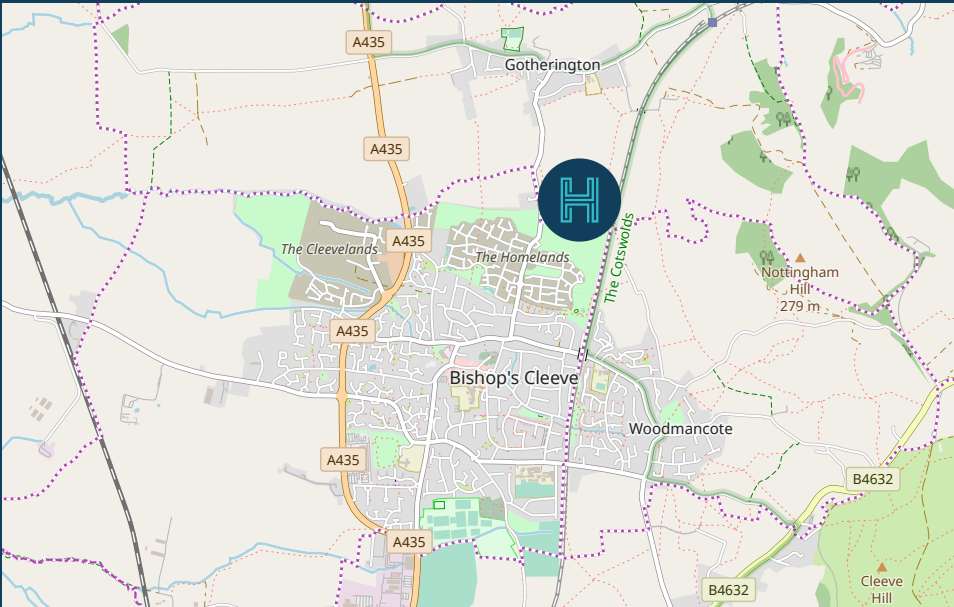 A435
Gotherington
A435
H
The Cotswolds
A435
The Cleevelands
The Homelands
Nottingham
Hill
279 m
A435
Bishop's Cleeve
Woodmancote
A435
B4632
A435
Cleeve
Hill
B4632